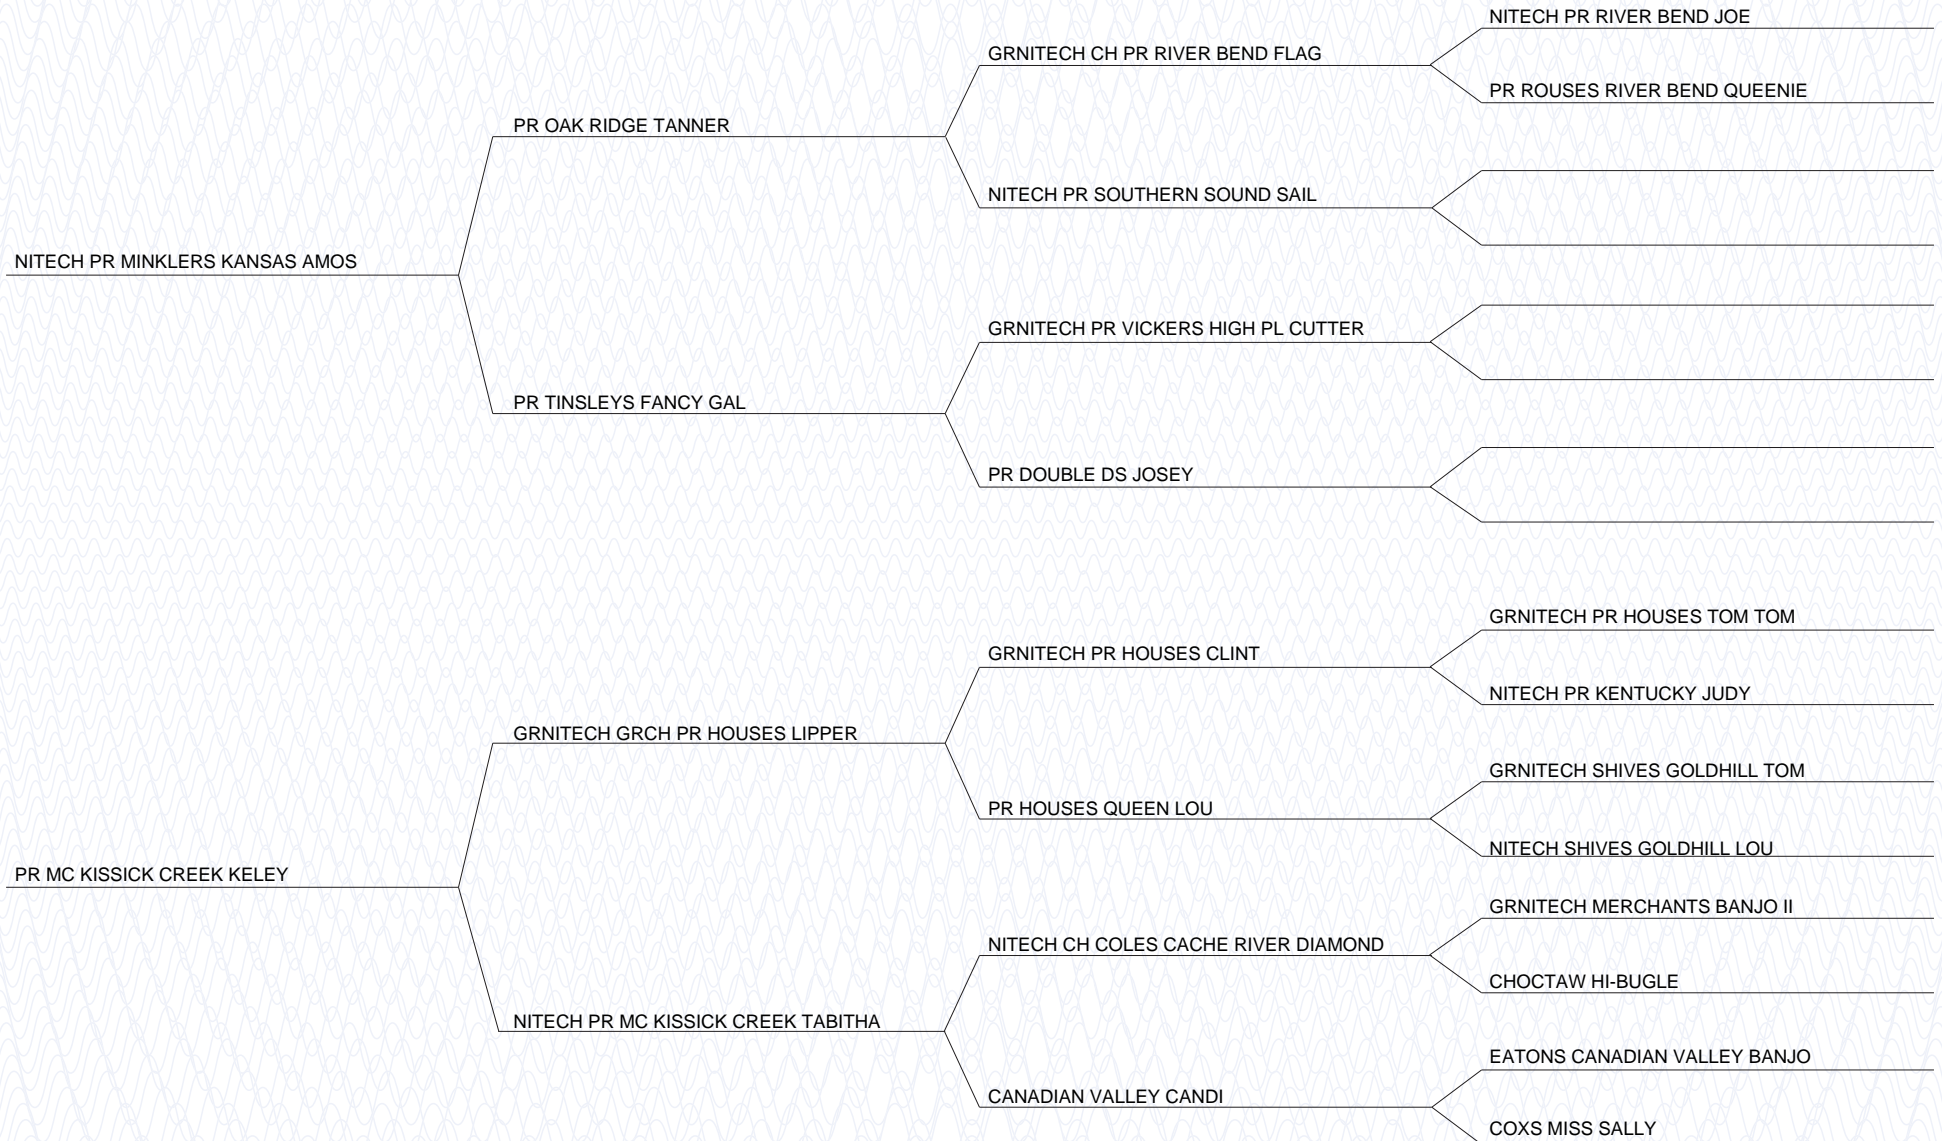 NITECH PR RIVER BEND JOE
GRNITECH CH PR RIVER BEND FLAG
PR ROUSES RIVER BEND QUEENIE
PR OAK RIDGE TANNER
NITECH PR SOUTHERN SOUND SAIL
NITECH PR MINKLERS KANSAS AMOS
GRNITECH PR VICKERS HIGH PL CUTTER
PR TINSLEYS FANCY GAL
PR DOUBLE DS JOSEY
GRNITECH PR HOUSES TOM TOM
GRNITECH PR HOUSES CLINT
NITECH PR KENTUCKY JUDY
GRNITECH GRCH PR HOUSES LIPPER
GRNITECH SHIVES GOLDHILL TOM
PR HOUSES QUEEN LOU
NITECH SHIVES GOLDHILL LOU
PR MC KISSICK CREEK KELEY
GRNITECH MERCHANTS BANJO II
NITECH CH COLES CACHE RIVER DIAMOND
CHOCTAW HI-BUGLE
NITECH PR MC KISSICK CREEK TABITHA
EATONS CANADIAN VALLEY BANJO
CANADIAN VALLEY CANDI
COXS MISS SALLY